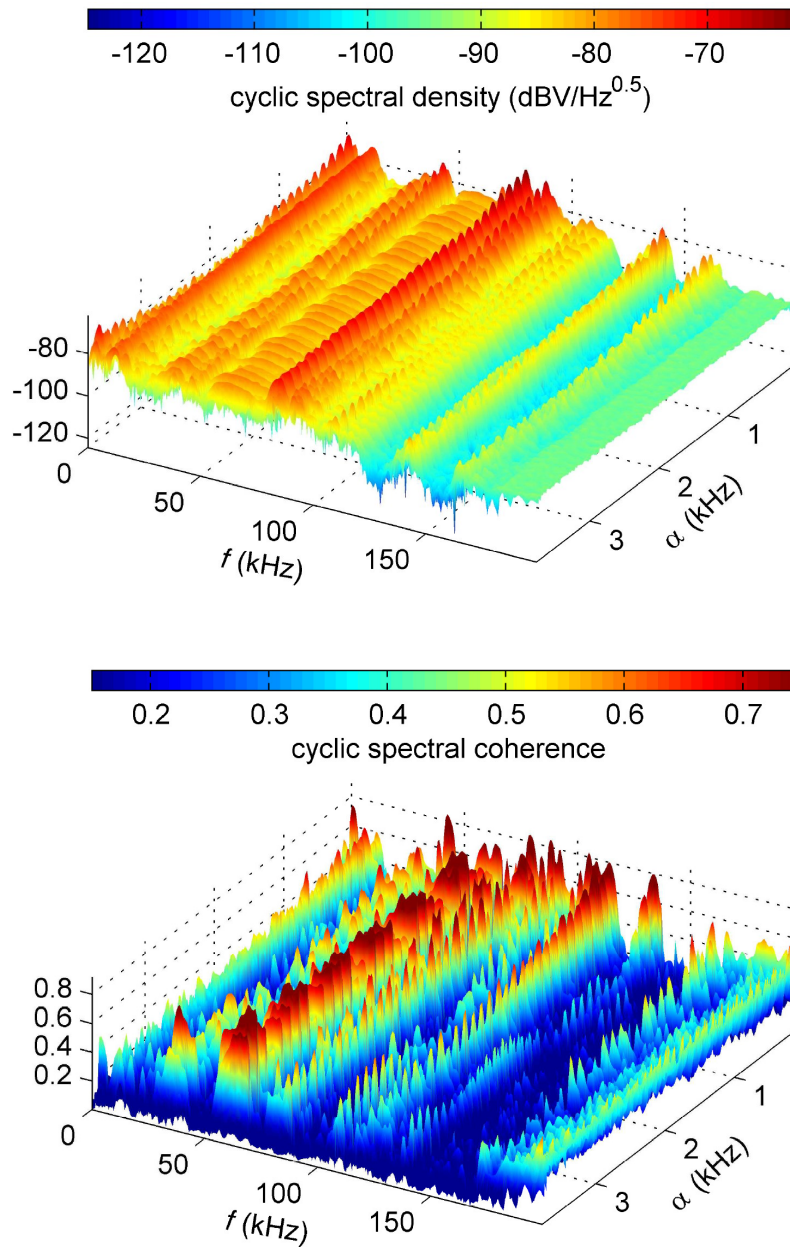 -120 -110 -100 -90 -80 -70
cyclic spectral density (dBV/Hz^0.5)
-80
-100
-120
0 50 100 150
f (kHz)
1
2
3
α (kHz)
0.2 0.3 0.4 0.5 0.6 0.7
cyclic spectral coherence
0.8
0.6
0.4
0.2
0 50 100 150
f (kHz)
1
2
3
α (kHz)